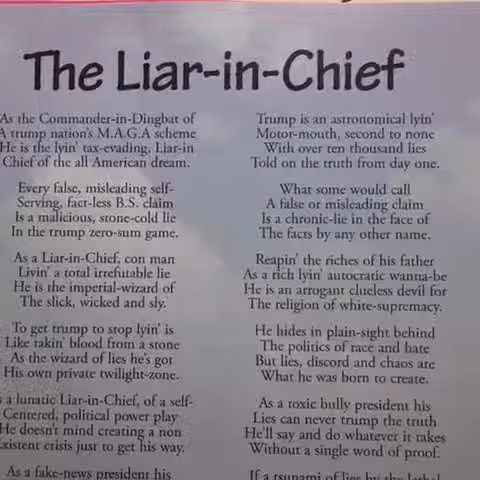 The Liar-in-Chief
As the Commander-in-Dingbat of
A trump nation's M.A.G.A scheme
He is the lyin' tax-evading, Liar-in
Chief of the all American dream.
Every false, misleading self-
Serving, fact-less B.S. claim
Is a malicious, stone-cold lie
In the trump zero-sum game.
As a Liar-in-Chief, con man
Livin' a total irrefutable lie
He is the imperial-wizard of
The slick, wicked and sly.
To get trump to stop lyin' is
Like takin' blood from a stone
As the wizard of lies he's got
His own private twilight-zone.
a lunatic Liar-in-Chief, of a self-
Centered, political power play
He doesn't mind creating a non
existent crisis just to get his way.
As a fake-news president his
Trump is an astronomical lyin'
Motor-mouth, second to none
With over ten thousand lies
Told on the truth from day one.
What some would call
A false or misleading claim
Is a chronic-lie in the face of
The facts by any other name.
Reapin' the riches of his father
As a rich lyin' autocratic wanna-be
He is an arrogant clueless devil for
The religion of white-supremacy.
He hides in plain-sight behind
The politics of race and hate
But lies, discord and chaos are
What he was born to create.
As a toxic bully president his
Lies can never trump the truth
He'll say and do whatever it takes
Without a single word of proof.
If a tsunami of lies by the lethal